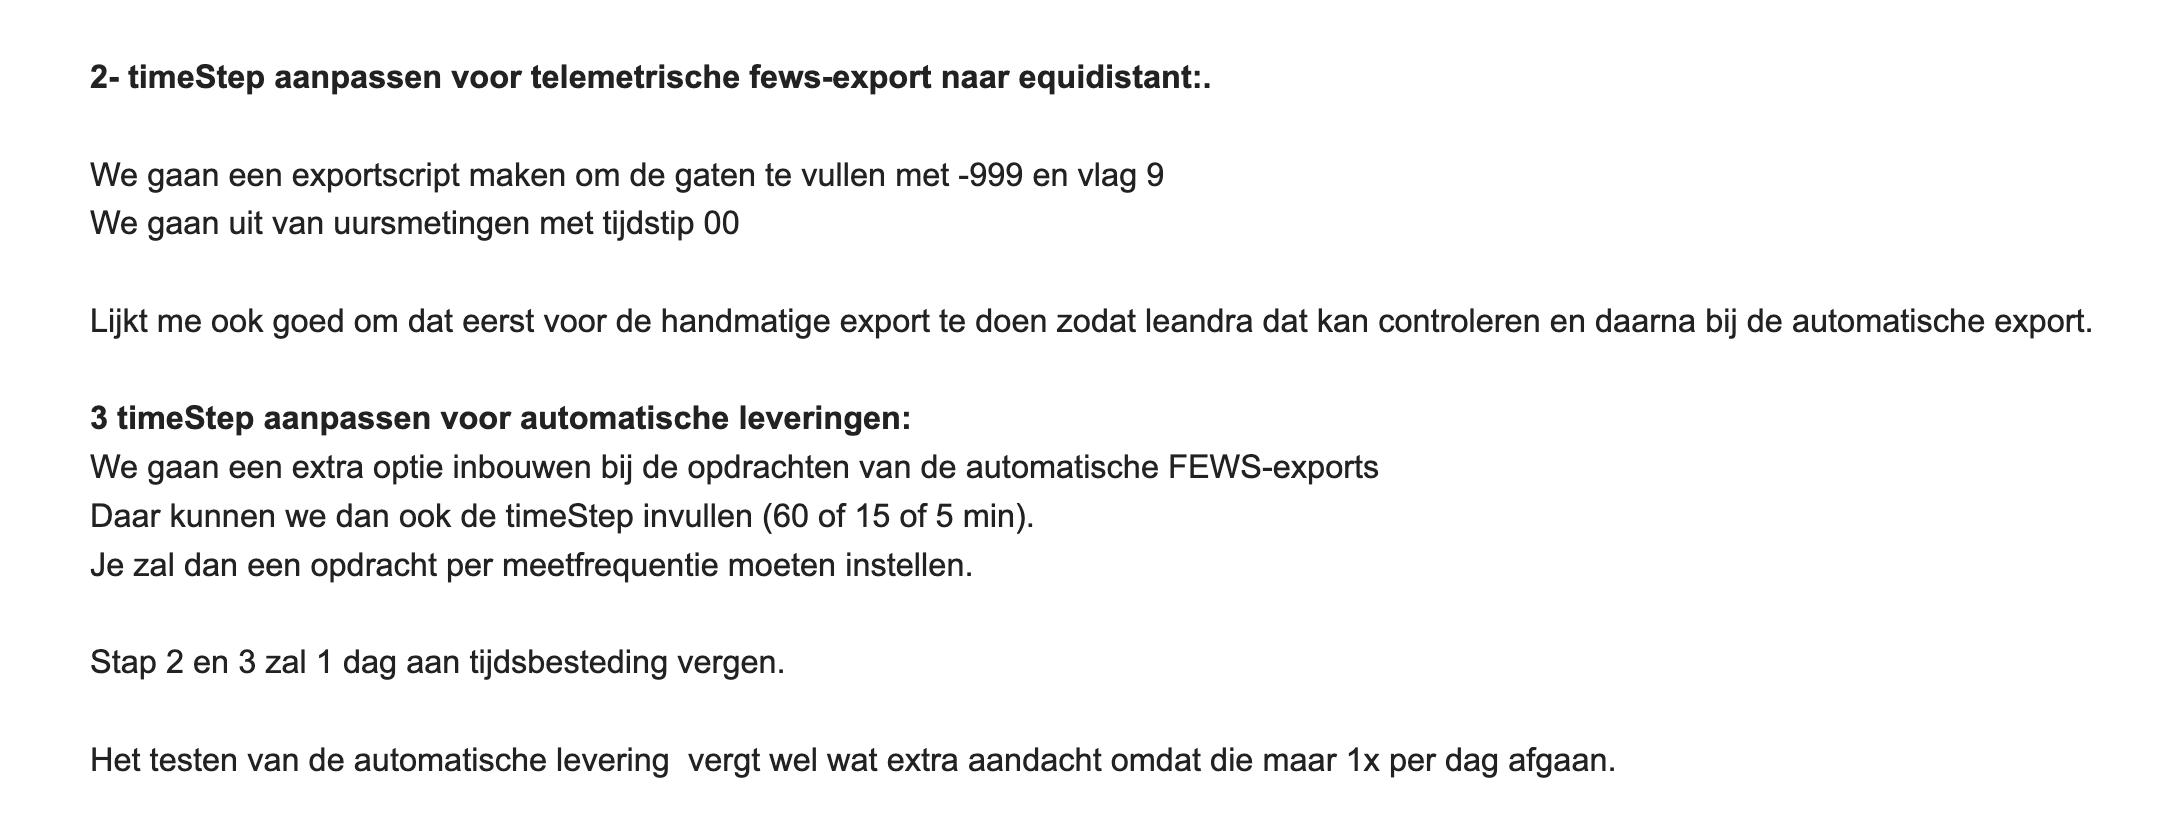 2- timeStep aanpassen voor telemetrische fews-export naar equidistant:.
We gaan een exportscript maken om de gaten te vullen met -999 en vlag 9
We gaan uit van uursmetingen met tijdstip 00
Lijkt me ook goed om dat eerst voor de handmatige export te doen zodat leandra dat kan controleren en daarna bij de automatische export.
3 timeStep aanpassen voor automatische leveringen:
We gaan een extra optie inbouwen bij de opdrachten van de automatische FEWS-exports
Daar kunnen we dan ook de timeStep invullen (60 of 15 of 5 min).
Je zal dan een opdracht per meetfrequentie moeten instellen.
Stap 2 en 3 zal 1 dag aan tijdsbesteding vergen.
Het testen van de automatische levering  vergt wel wat extra aandacht omdat die maar 1x per dag afgaan.